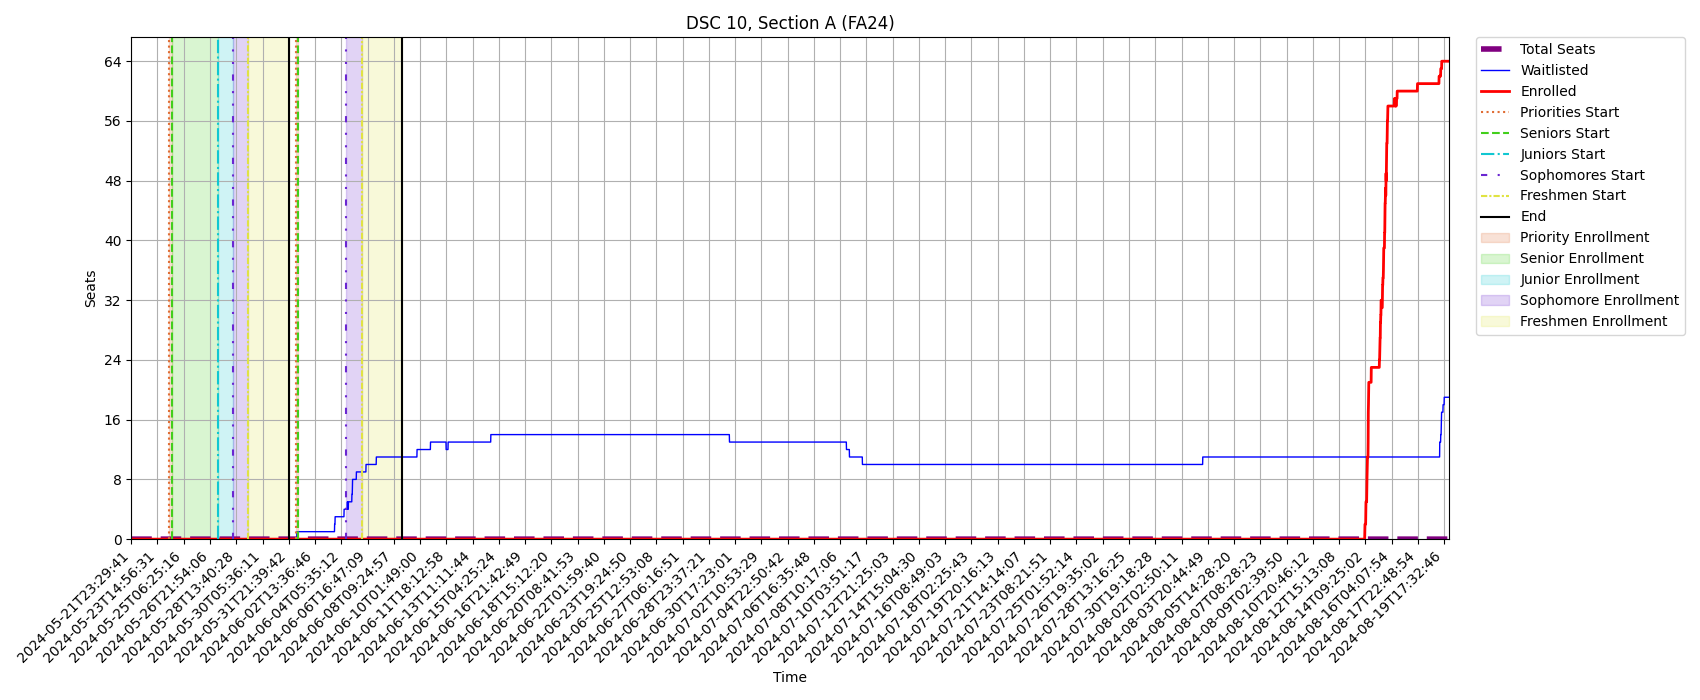 DSC 10, Section A (FA24)
Seats
64
56
48
40
32
24
16
8
0
2024-05-21T23:29:41
2024-05-23T14:56:31
2024-05-25T06:25:16
2024-05-26T21:54:06
2024-05-28T13:40:28
2024-05-30T05:36:11
2024-05-31T21:39:42
2024-06-02T13:36:46
2024-06-04T05:35:12
2024-06-06T16:47:09
2024-06-08T09:24:57
2024-06-10T01:49:00
2024-06-11T18:12:58
2024-06-13T11:11:44
2024-06-15T04:25:24
2024-06-16T21:42:49
2024-06-18T15:12:20
2024-06-20T08:41:53
2024-06-22T01:59:40
2024-06-23T19:24:50
2024-06-25T12:53:08
2024-06-27T06:16:51
2024-06-28T23:37:21
2024-06-30T17:23:01
2024-07-02T10:53:29
2024-07-04T22:50:42
2024-07-06T16:35:48
2024-07-08T10:17:06
2024-07-10T03:51:17
2024-07-12T21:25:03
2024-07-14T15:04:30
2024-07-16T08:49:03
2024-07-18T02:25:43
2024-07-19T20:16:13
2024-07-21T14:14:07
2024-07-23T08:21:51
2024-07-25T01:52:14
2024-07-26T19:35:02
2024-07-28T13:16:25
2024-07-30T19:18:28
2024-08-02T02:50:11
2024-08-03T20:44:49
2024-08-05T14:28:20
2024-08-07T08:28:23
2024-08-09T02:39:50
2024-08-10T20:46:12
2024-08-12T15:13:08
2024-08-14T09:25:02
2024-08-16T04:07:54
2024-08-17T22:48:54
2024-08-19T17:32:46
Time
Total Seats
Waitlisted
Enrolled
Priorities Start
Seniors Start
Juniors Start
Sophomores Start
Freshmen Start
End
Priority Enrollment
Senior Enrollment
Junior Enrollment
Sophomore Enrollment
Freshmen Enrollment